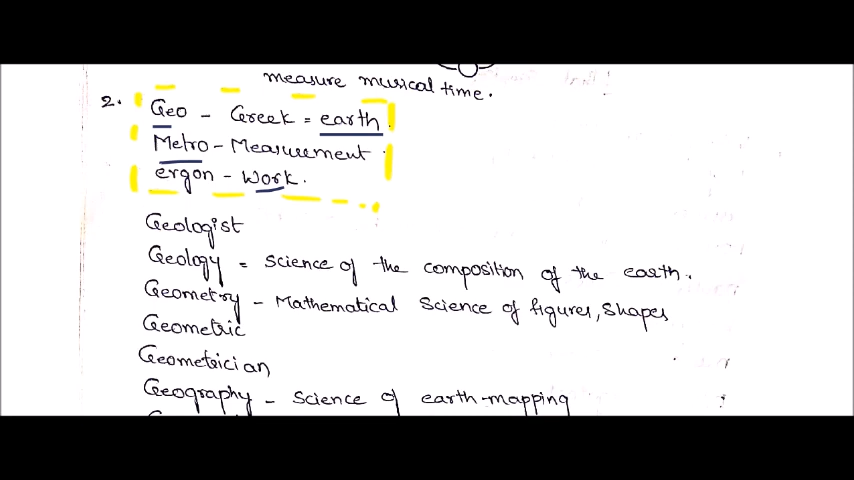 measure musical time.
2. Geo - Greek = earth.
Metro - Measurement.
ergon - work.
Geologist
Geology = science of the composition of the earth.
Geometry - Mathematical Science of figures, shapes
Geometric
Geometrician
Geography - science of earth-mapping